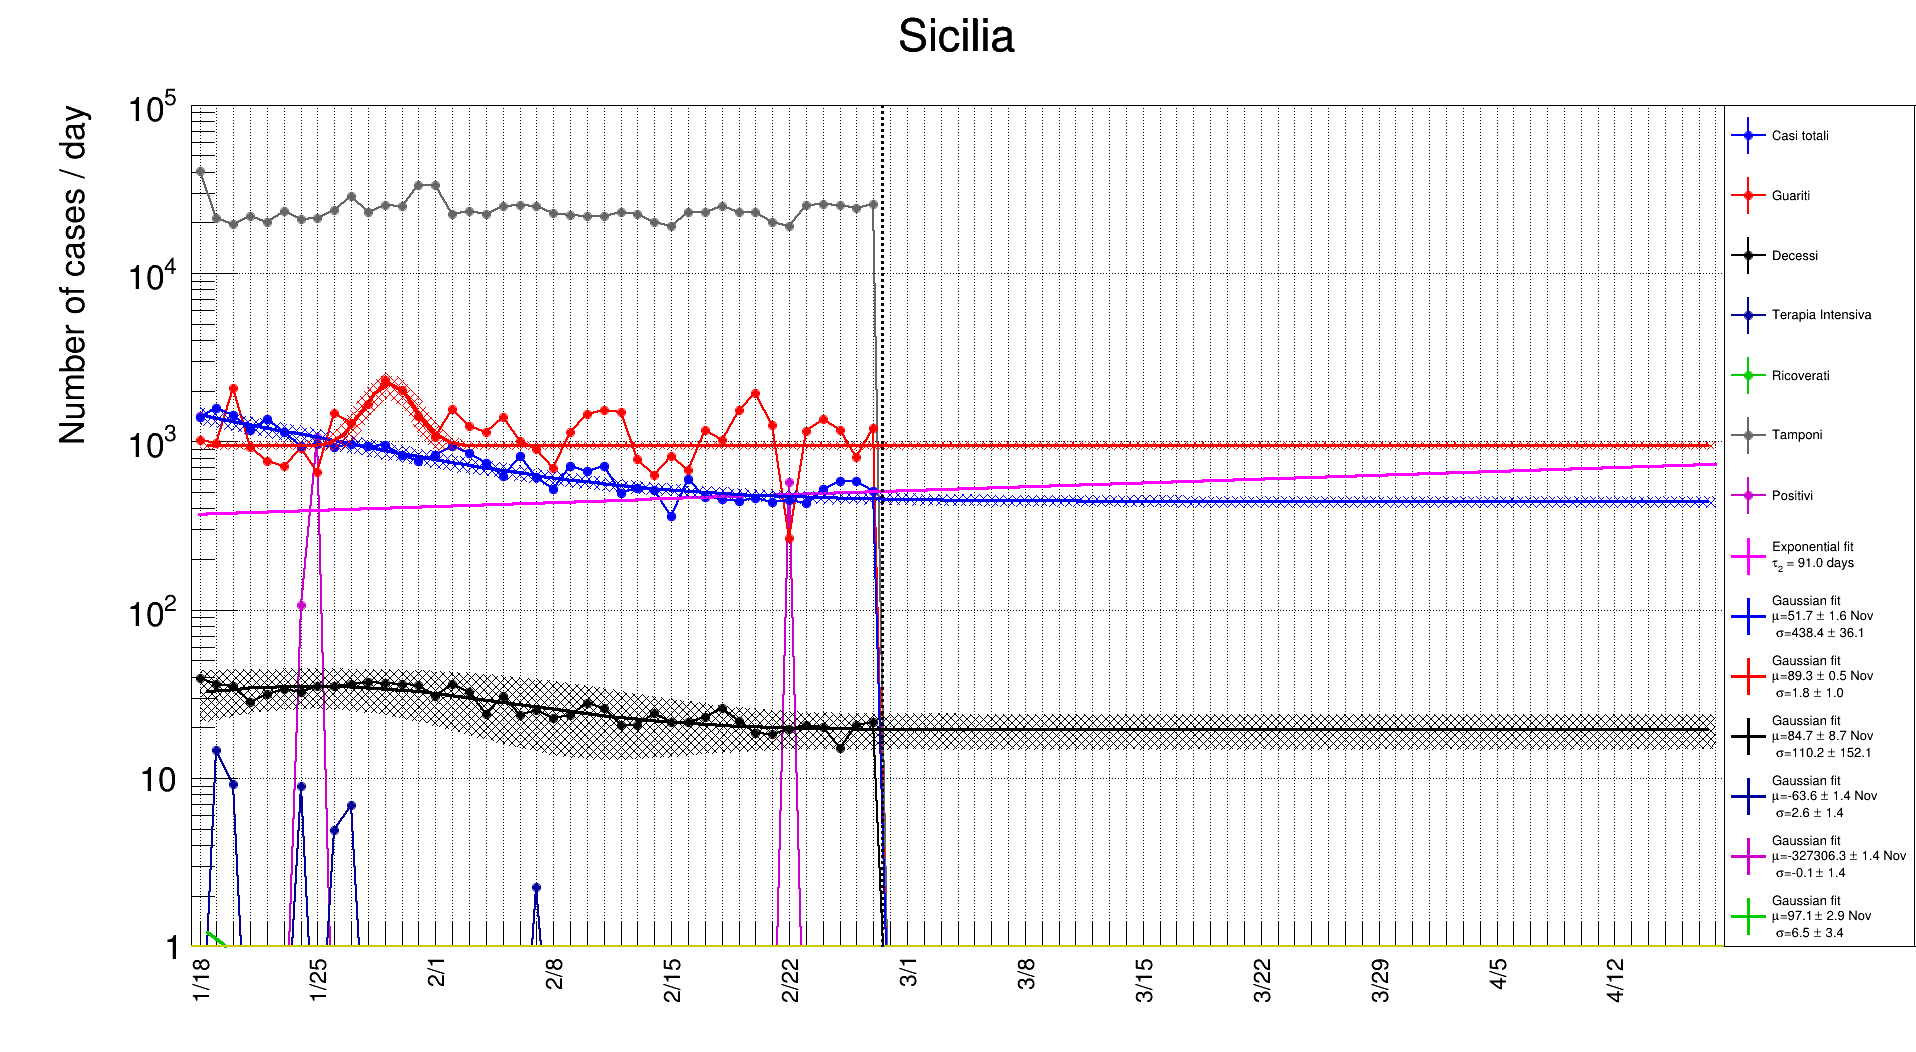 Sicilia
Number of cases / day
10^5
10^4
10^3
10^2
10
1
1/18
1/25
2/1
2/8
2/15
2/22
3/1
3/8
3/15
3/22
3/29
4/5
4/12
Casi totali
Guariti
Decessi
Terapia Intensiva
Ricoverati
Tamponi
Positivi
Exponential fit
τ₂ = 91.0 days
Gaussian fit
μ=51.7 ± 1.6 Nov
σ=438.4 ± 36.1
Gaussian fit
μ=89.3 ± 0.5 Nov
σ=1.8 ± 1.0
Gaussian fit
μ=84.7 ± 8.7 Nov
σ=110.2 ± 152.1
Gaussian fit
μ=-63.6 ± 1.4 Nov
σ=2.6 ± 1.4
Gaussian fit
μ=-327306.3 ± 1.4 Nov
σ=-0.1 ± 1.4
Gaussian fit
μ=97.1 ± 2.9 Nov
σ=6.5 ± 3.4